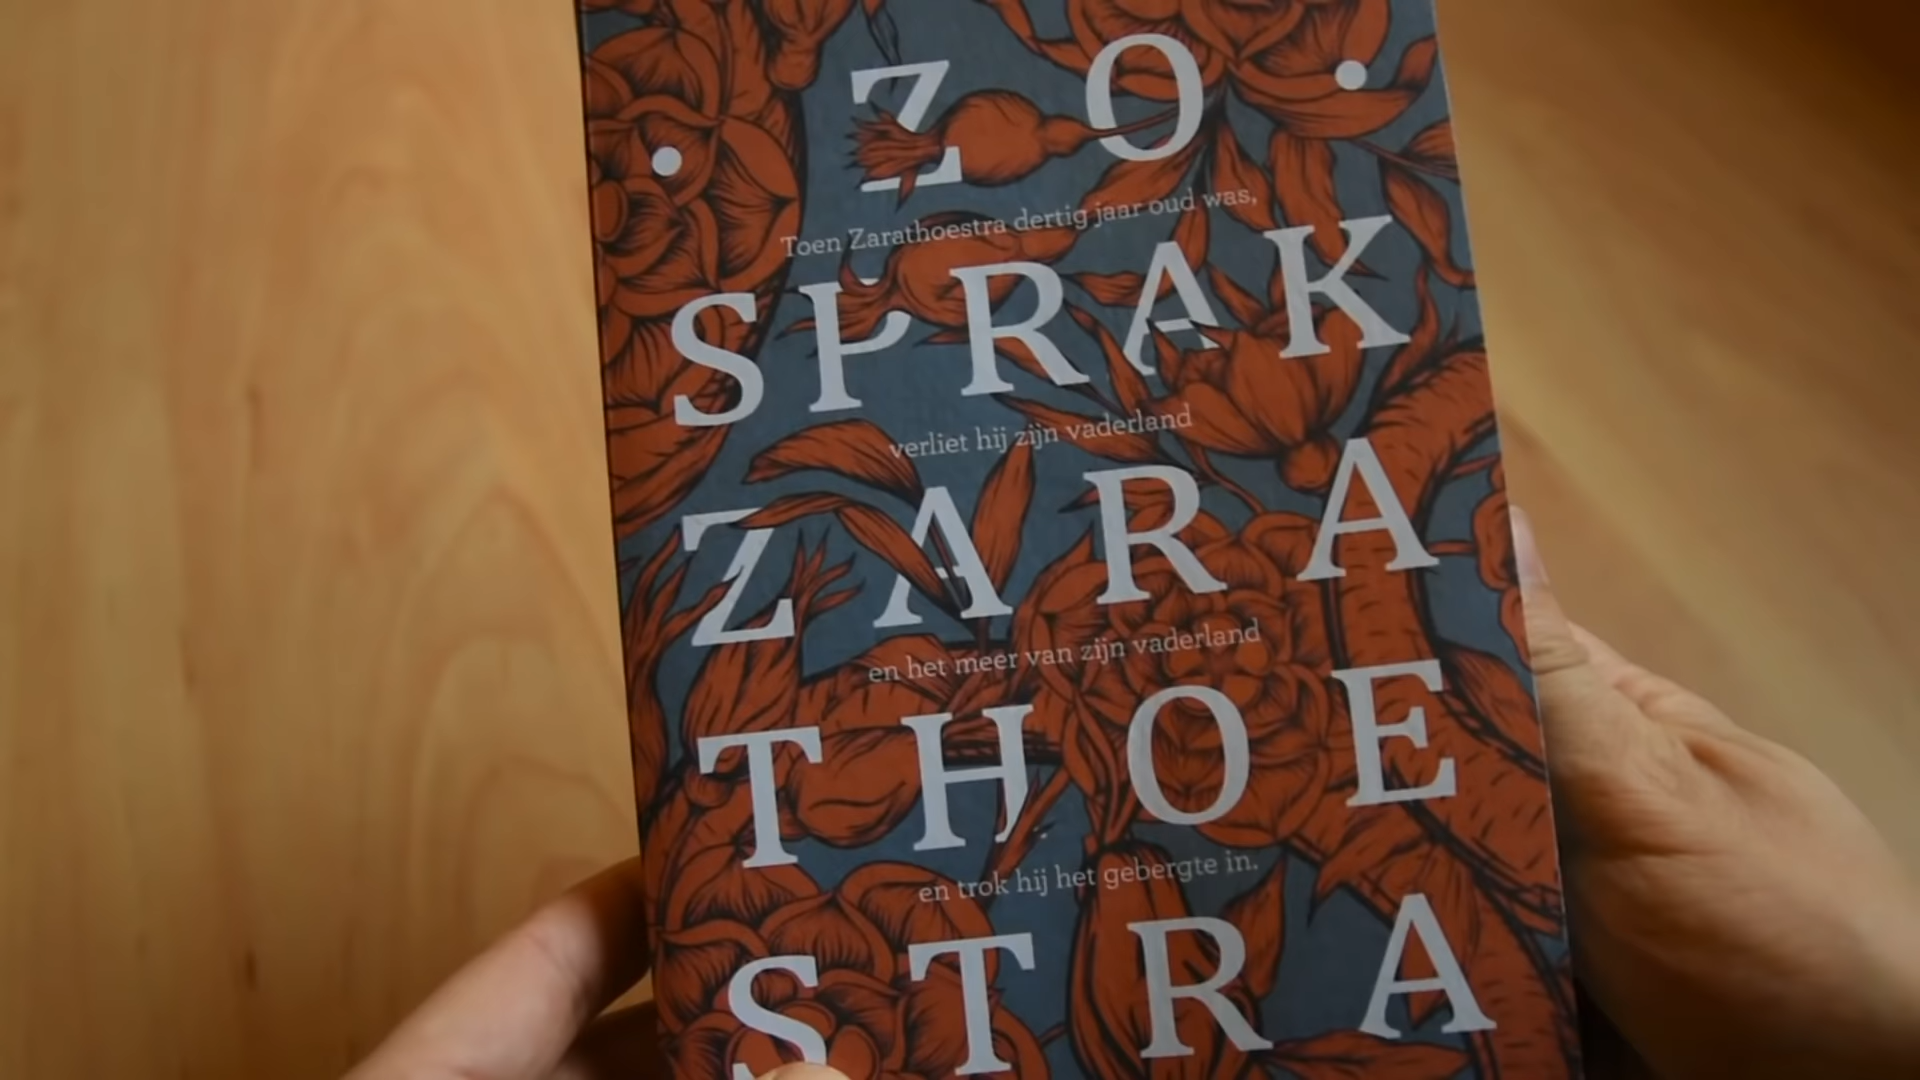 ZO
Toen Zarathoestra dertig jaar oud was,
SPRAK
verliet hij zijn vaderland
ZARA
en het meer van zijn vaderland
THOE
en trok hij het gebergte in.
STRA